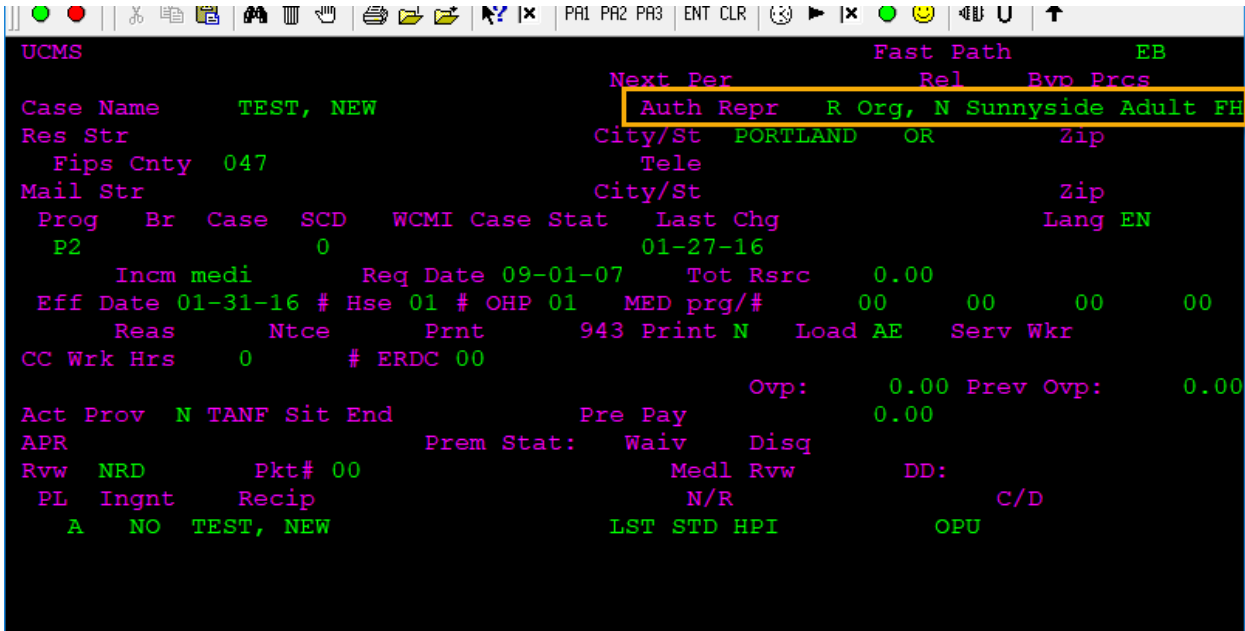 PA1 PA2 PA3 ENT CLR U
UCMS Fast Path EB
Next Per Rel Byp Prcs
Case Name TEST, NEW Auth Repr R Org, N Sunnyside Adult FH
Res Str City/St PORTLAND OR Zip
Fips Cnty 047 Tele
Mail Str City/St Zip
Prog Br Case SCD WCMI Case Stat Last Chg Lang EN
P2 0 01-27-16
Incm medi Req Date 09-01-07 Tot Rsrc 0.00
Eff Date 01-31-16 # Hse 01 # OHP 01 MED prg/# 00 00 00 00
Reas Ntce Prnt 943 Print N Load AE Serv Wkr
CC Wrk Hrs 0 # ERDC 00
Ovp: 0.00 Prev Ovp: 0.00
Act Prov N TANF Sit End Pre Pay 0.00
APR Prem Stat: Waiv Disq
Rvw NRD Pkt# 00 Medl Rvw DD:
PL Ingnt Recip N/R C/D
A NO TEST, NEW LST STD HPI OPU